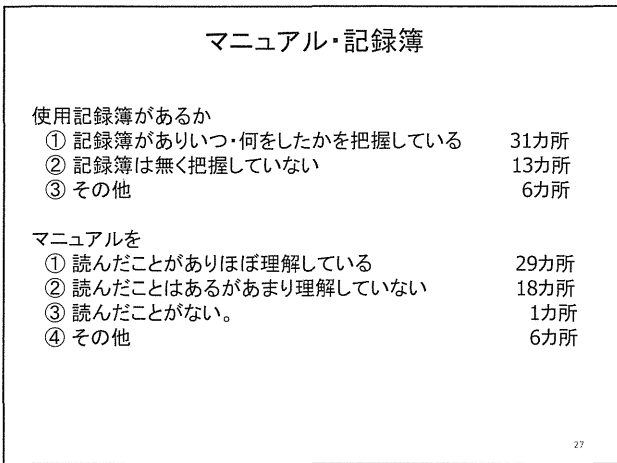 マニュアル・記録簿
使用記録簿があるか
① 記録簿がありいつ・何をしたかを把握している 31カ所
② 記録簿は無く把握していない 13カ所
③ その他 6カ所
マニュアルを
① 読んだことがありほぼ理解している 29カ所
② 読んだことはあるがあまり理解していない 18カ所
③ 読んだことがない。 1カ所
④ その他 6カ所
27